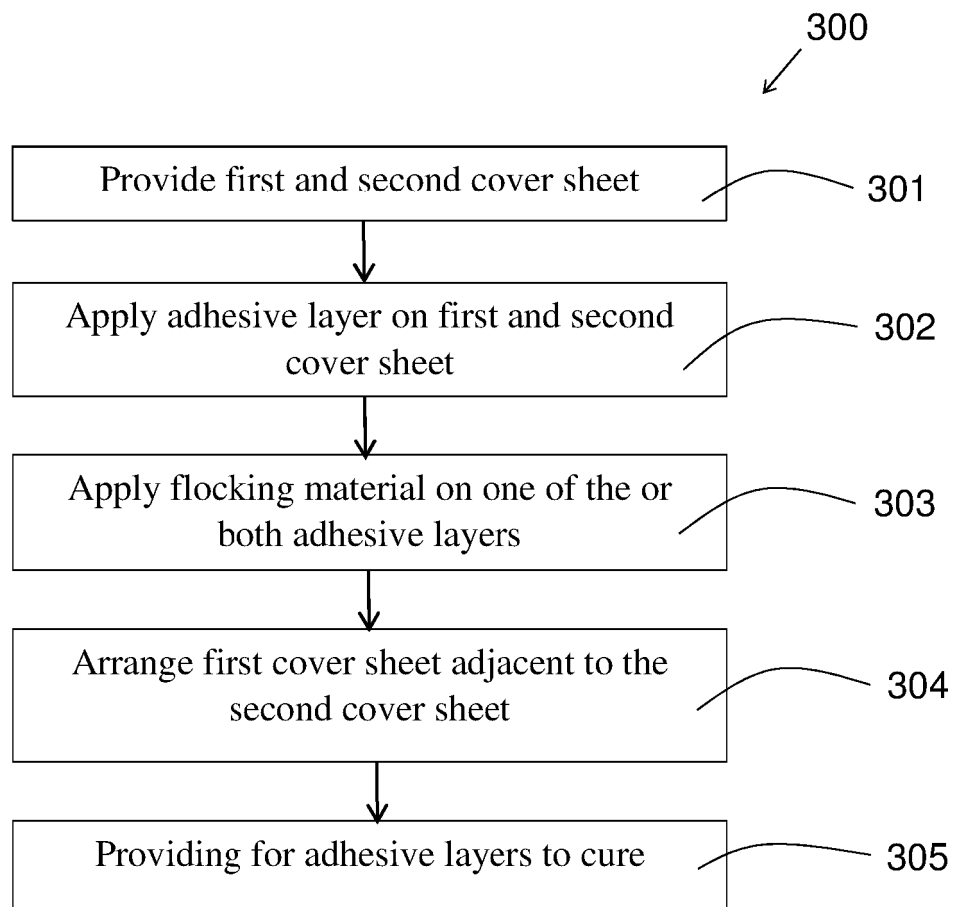 300
Provide first and second cover sheet
301
Apply adhesive layer on first and second
cover sheet
302
Apply flocking material on one of the or
both adhesive layers
303
Arrange first cover sheet adjacent to the
second cover sheet
304
Providing for adhesive layers to cure
305